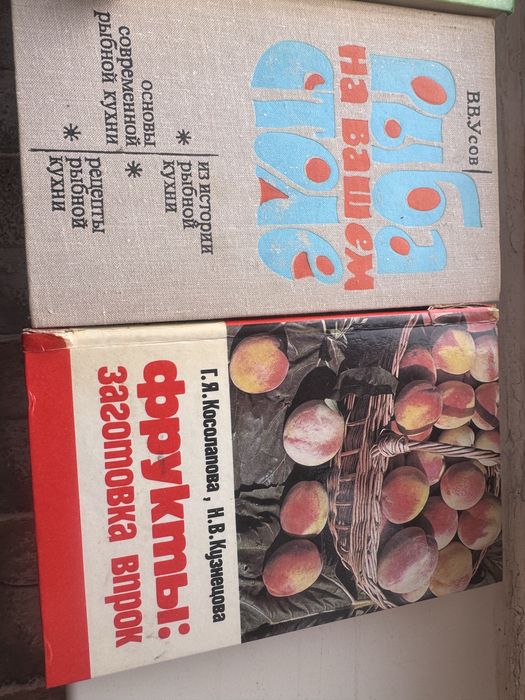 В.В.Усов
Рыба
на вашем
столе
из истории
рыбной
кухни
*
основы
современной
рыбной кухни
*
*
рецепты
рыбной
кухни
Г.Я.Косолапова, Н.В.Кузнецова
фрукты:
заготовка впрок